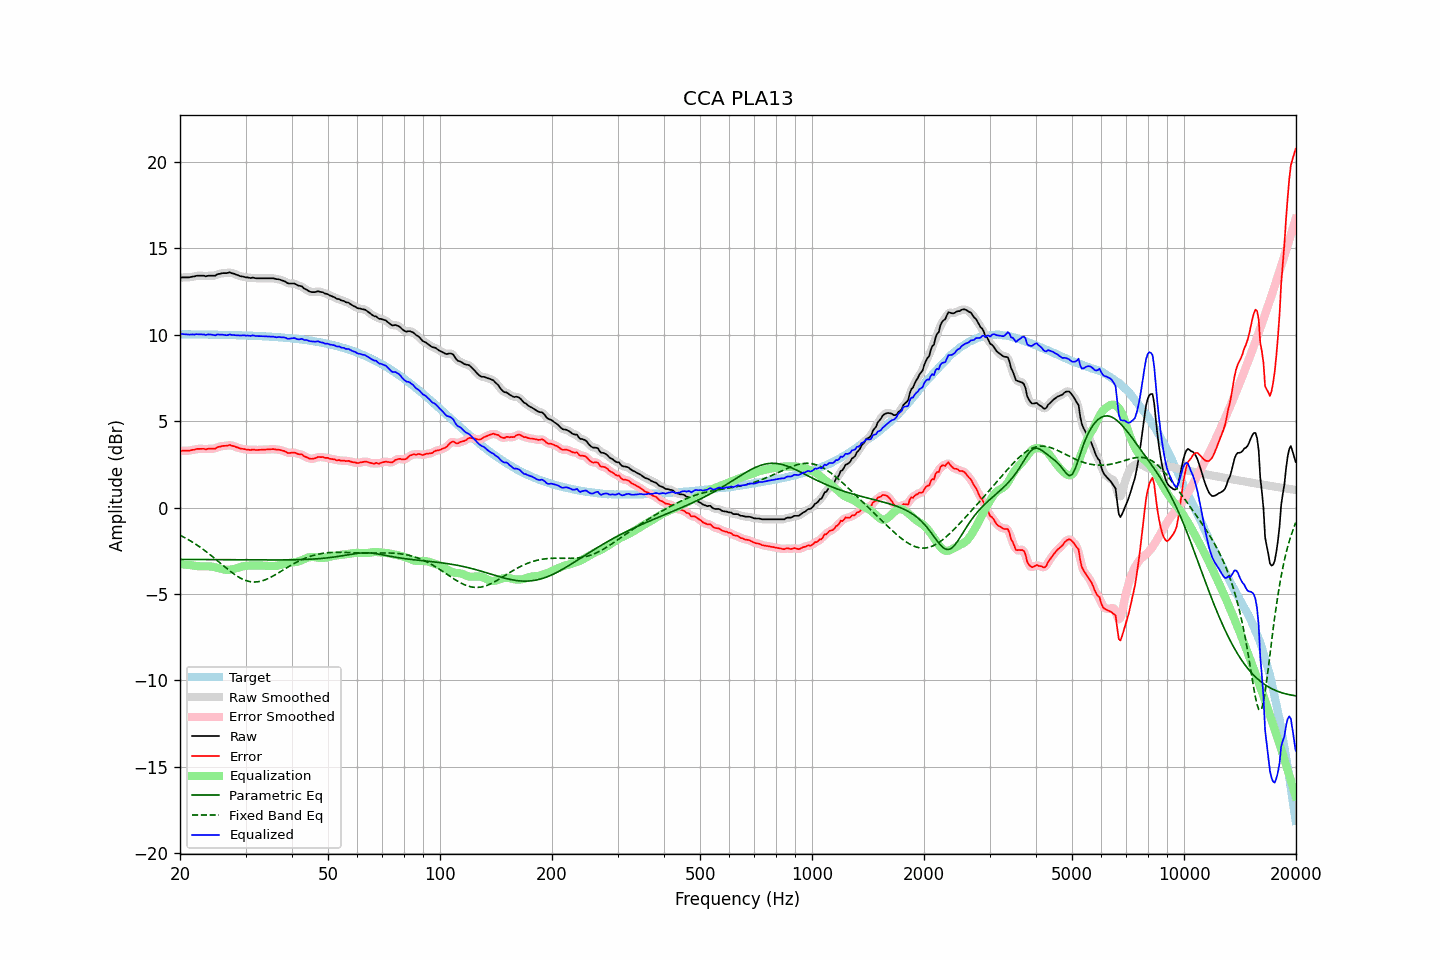 CCA PLA13
Amplitude (dBr)
20
15
10
5
0
−5
−10
−15
−20
Target
Raw Smoothed
Error Smoothed
Raw
Error
Equalization
Parametric Eq
Fixed Band Eq
Equalized
20 50 100 200 500 1000 2000 5000 10000 20000
Frequency (Hz)